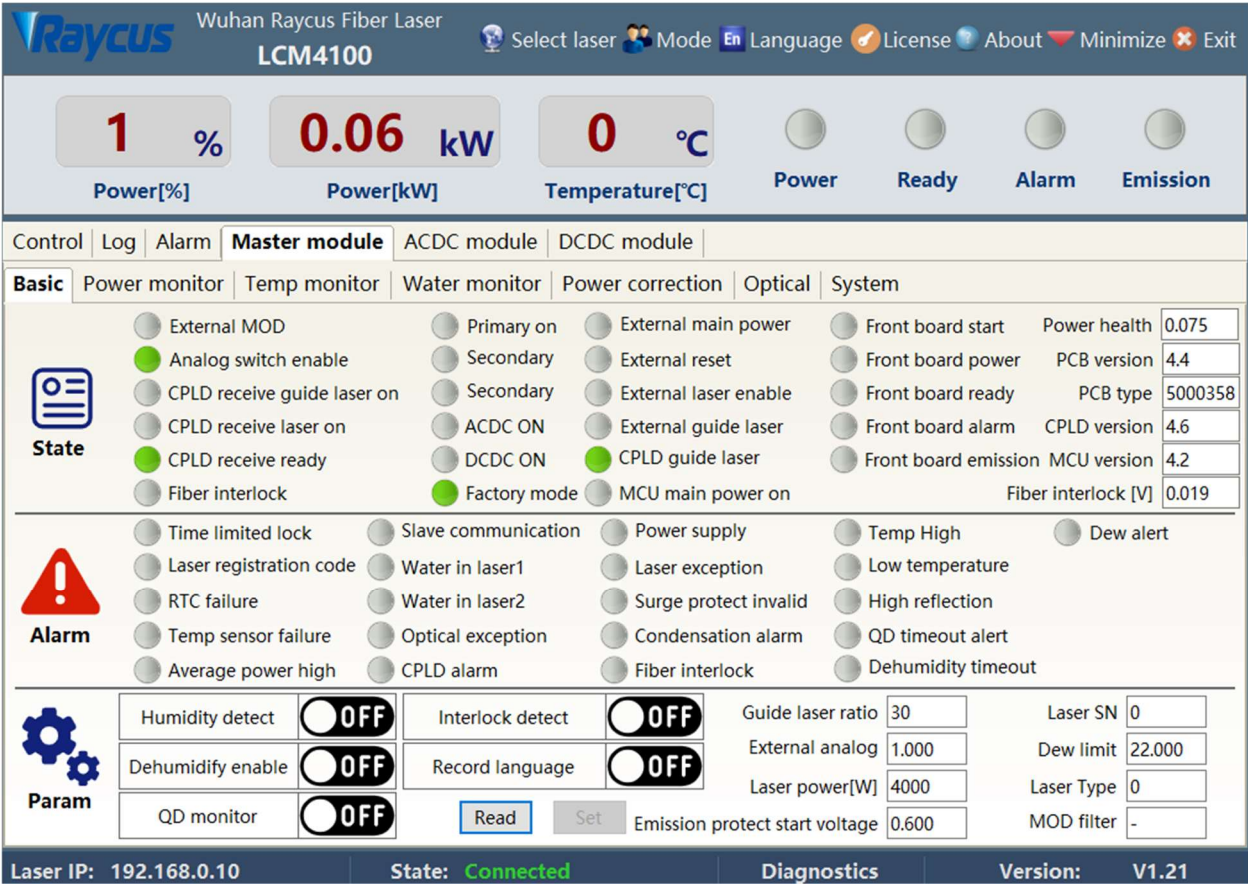 Raycus
Wuhan Raycus Fiber Laser
LCM4100
Select laser Mode En Language License About Minimize Exit
1 % 0.06 kW 0 ℃
Power[%] Power[kW] Temperature[℃] Power Ready Alarm Emission
Control Log Alarm Master module ACDC module DCDC module
Basic Power monitor Temp monitor Water monitor Power correction Optical System
External MOD Primary on External main power Front board start Power health 0.075
Analog switch enable Secondary External reset Front board power PCB version 4.4
CPLD receive guide laser on Secondary External laser enable Front board ready PCB type 5000358
CPLD receive laser on ACDC ON External guide laser Front board alarm CPLD version 4.6
State
CPLD receive ready DCDC ON CPLD guide laser Front board emission MCU version 4.2
Fiber interlock Factory mode MCU main power on Fiber interlock [V] 0.019
Time limited lock Slave communication Power supply Temp High Dew alert
Laser registration code Water in laser1 Laser exception Low temperature
RTC failure Water in laser2 Surge protect invalid High reflection
Alarm Temp sensor failure Optical exception Condensation alarm QD timeout alert
Average power high CPLD alarm Fiber interlock Dehumidity timeout
Humidity detect OFF Interlock detect OFF Guide laser ratio 30 Laser SN 0
Dehumidify enable OFF Record language OFF External analog 1.000 Dew limit 22.000
Param Laser power[W] 4000 Laser Type 0
QD monitor OFF Read Set Emission protect start voltage 0.600 MOD filter -
Laser IP: 192.168.0.10 State: Connected Diagnostics Version: V1.21